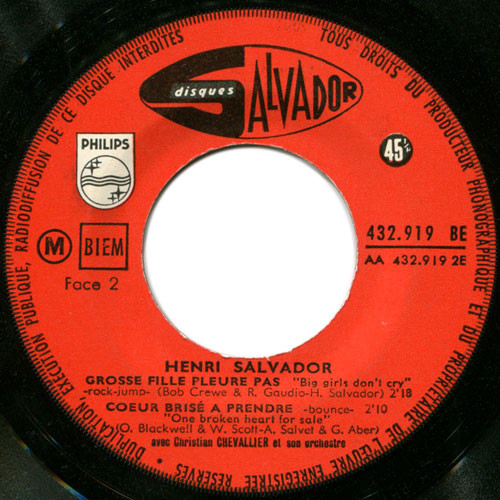 disques
SALVADOR
PHILIPS
45
M
BIEM
Face 2
432.919 BE
AA 432.919 2E
HENRI SALVADOR
GROSSE FILLE PLEURE PAS "Big girls don't cry"
-rock-jump- (Bob Crewe & R. Gaudio-H. Salvador) 2'18
COEUR BRISÉ A PRENDRE -bounce- 2'10
"One broken heart for sale"
(O. Blackwell & W. Scott-A. Salvet & G. Aber)
avec Christian CHEVALLIER et son orchestre
TOUS DROITS DU PRODUCTEUR PHONOGRAPHIQUE ET DU PROPRIÉTAIRE DE L'ŒUVRE ENREGISTRÉE RÉSERVÉS • DUPLICATION, EXÉCUTION PUBLIQUE, RADIODIFFUSION DE CE DISQUE INTERDITES